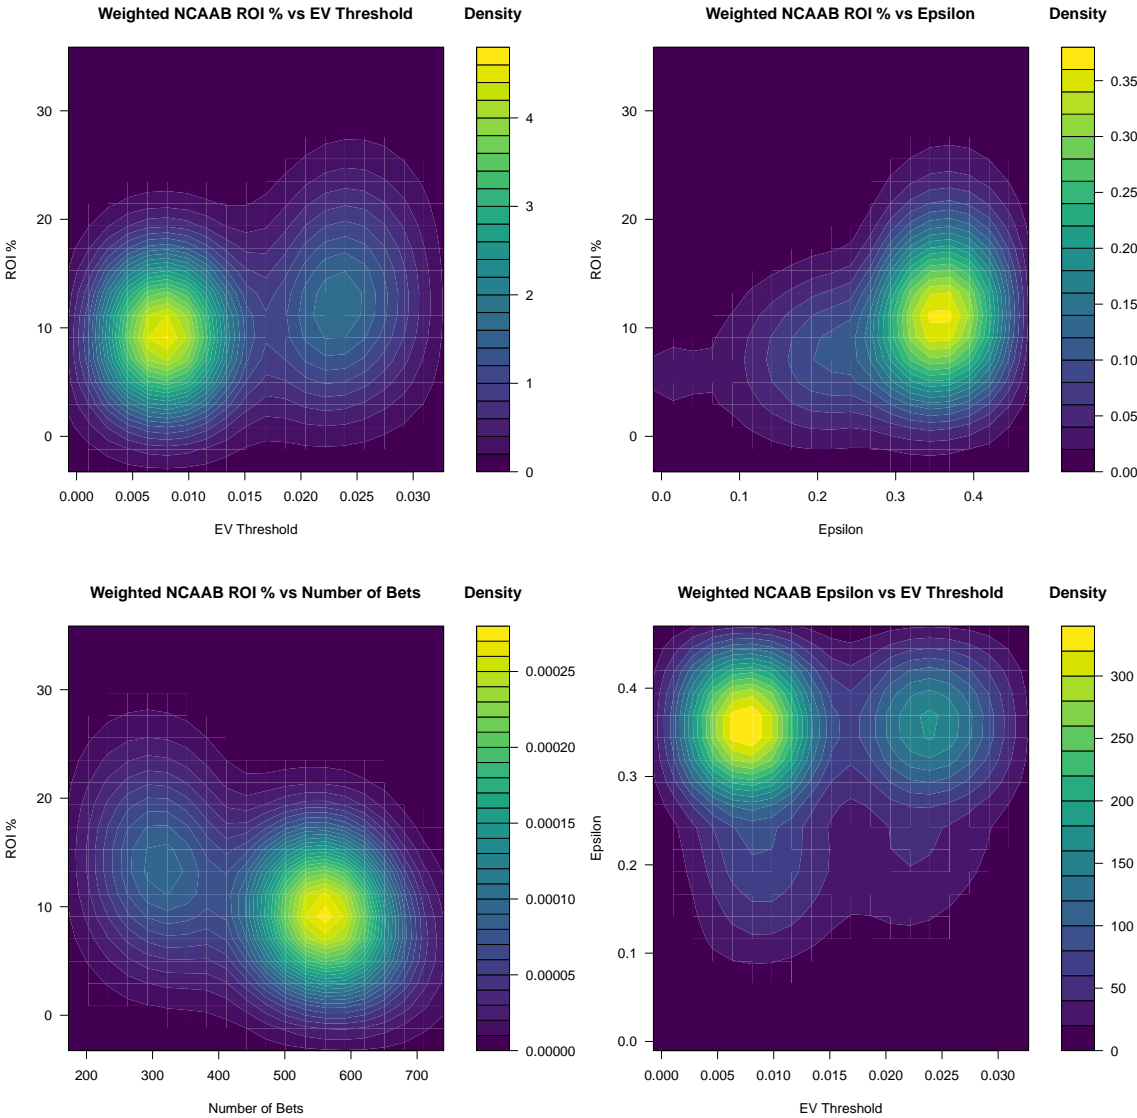 Weighted NCAAB ROI % vs EV Threshold
Density
ROI %
30
20
10
0
0.000 0.005 0.010 0.015 0.020 0.025 0.030
EV Threshold
4
3
2
1
0
Weighted NCAAB ROI % vs Epsilon
Density
ROI %
30
20
10
0
0.0 0.1 0.2 0.3 0.4
Epsilon
0.35
0.30
0.25
0.20
0.15
0.10
0.05
0.00
Weighted NCAAB ROI % vs Number of Bets
Density
ROI %
30
20
10
0
200 300 400 500 600 700
Number of Bets
0.00025
0.00020
0.00015
0.00010
0.00005
0.00000
Weighted NCAAB Epsilon vs EV Threshold
Density
Epsilon
0.4
0.3
0.2
0.1
0.0
0.000 0.005 0.010 0.015 0.020 0.025 0.030
EV Threshold
300
250
200
150
100
50
0